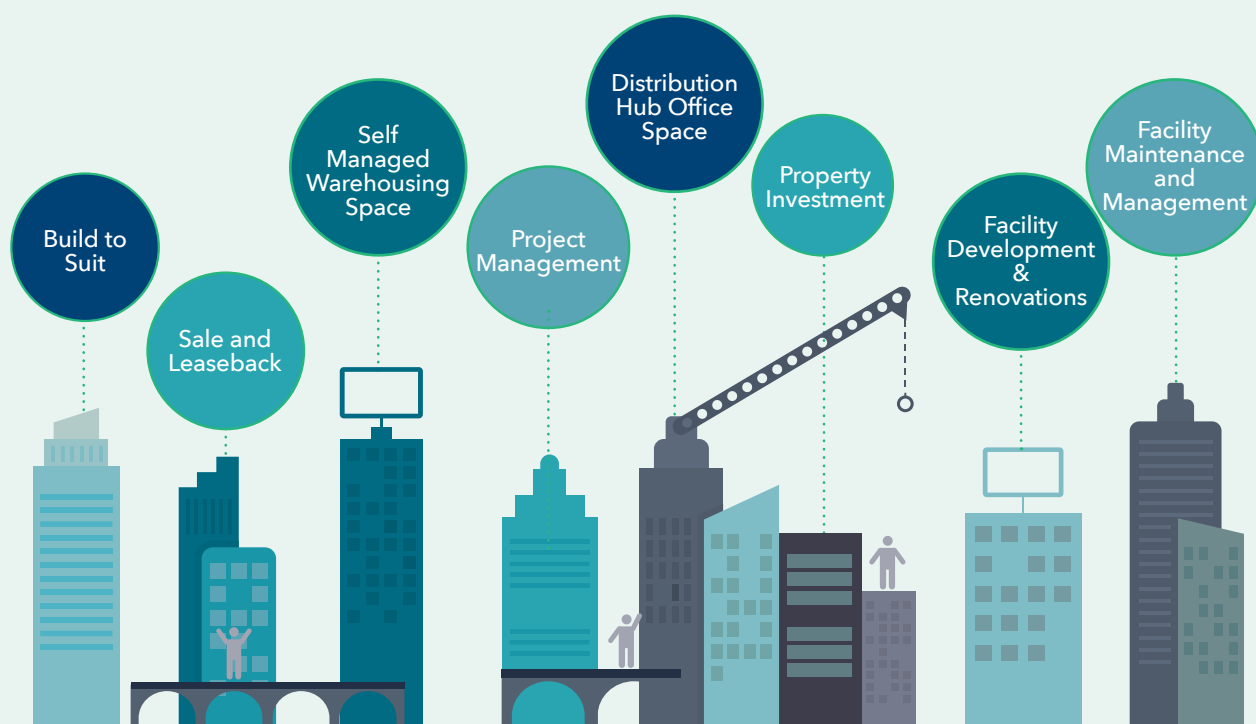 Build to
Suit
Sale and
Leaseback
Self
Managed
Warehousing
Space
Project
Management
Distribution
Hub Office
Space
Property
Investment
Facility
Development
&
Renovations
Facility
Maintenance
and
Management